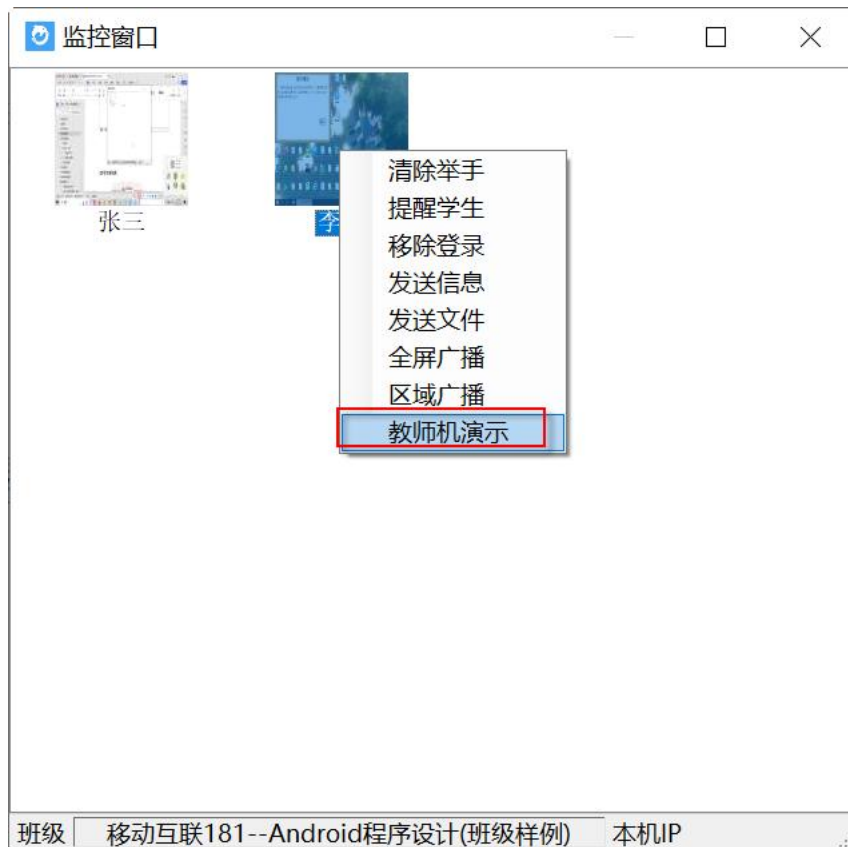 监控窗口
张三
李
清除举手
提醒学生
移除登录
发送信息
发送文件
全屏广播
区域广播
教师机演示
班级 移动互联181--Android程序设计(班级样例) 本机IP